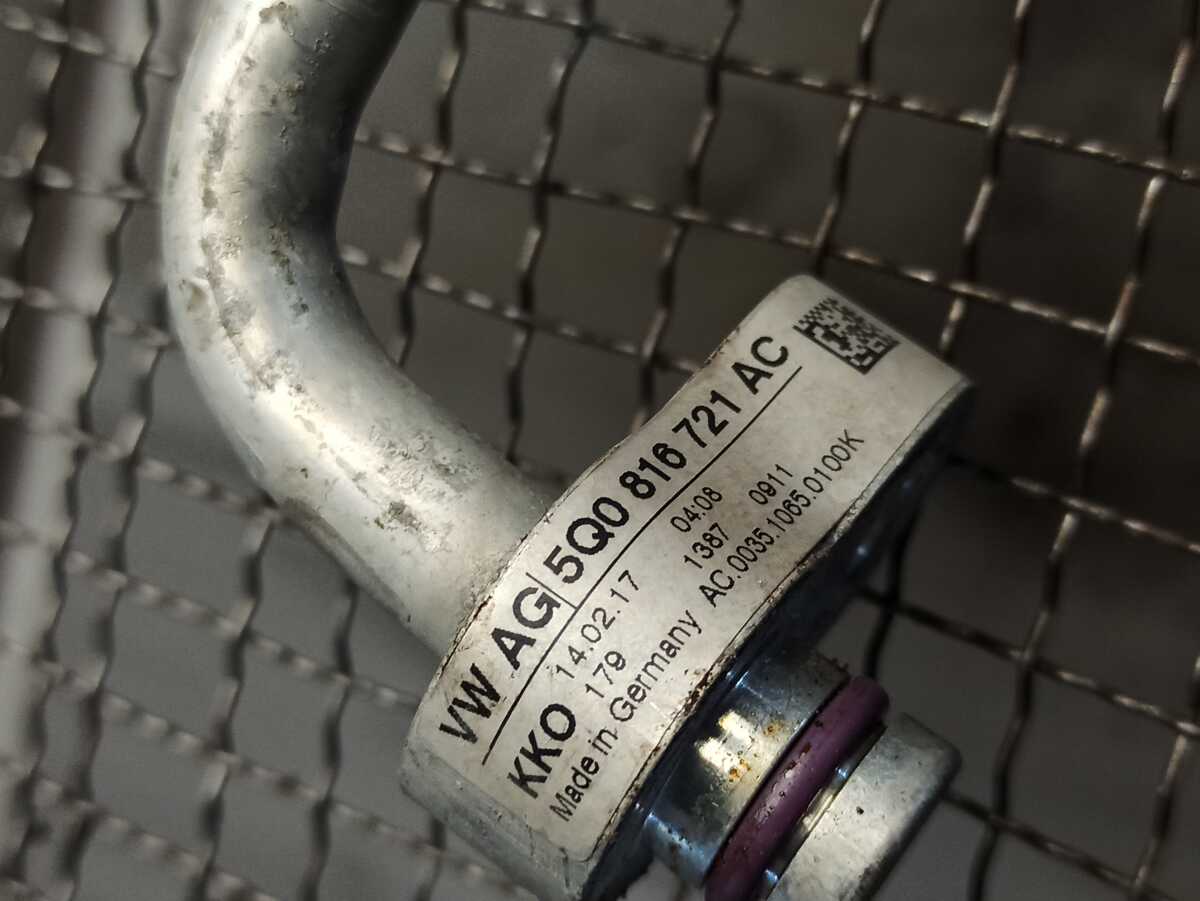 VW AG 5Q0 816 721 AC
14.02.17 04:08
KKO 179 1387 0911
Made in Germany AC.0035.1065.0100K